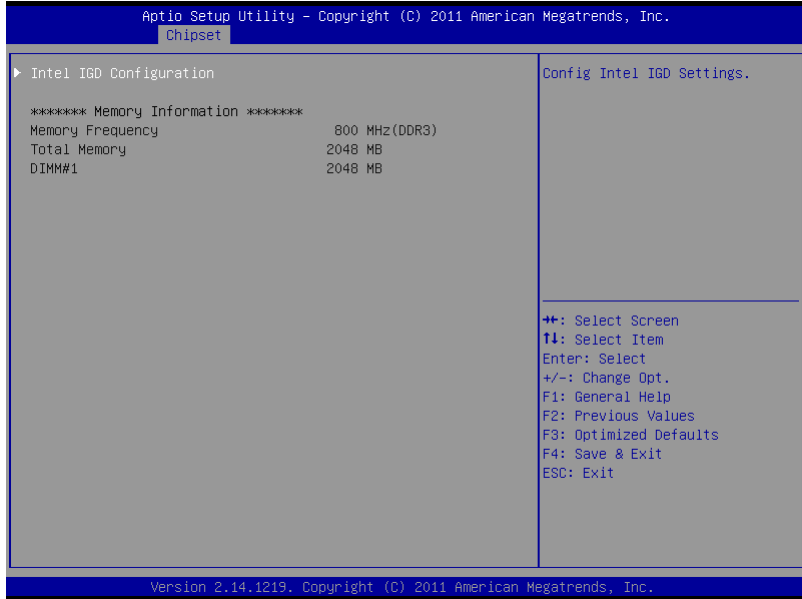 Aptio Setup Utility – Copyright (C) 2011 American Megatrends, Inc.
Chipset
▶ Intel IGD Configuration
******* Memory Information *******
Memory Frequency 800 MHz(DDR3)
Total Memory 2048 MB
DIMM#1 2048 MB
Config Intel IGD Settings.
→←: Select Screen
↑↓: Select Item
Enter: Select
+/-: Change Opt.
F1: General Help
F2: Previous Values
F3: Optimized Defaults
F4: Save & Exit
ESC: Exit
Version 2.14.1219. Copyright (C) 2011 American Megatrends, Inc.